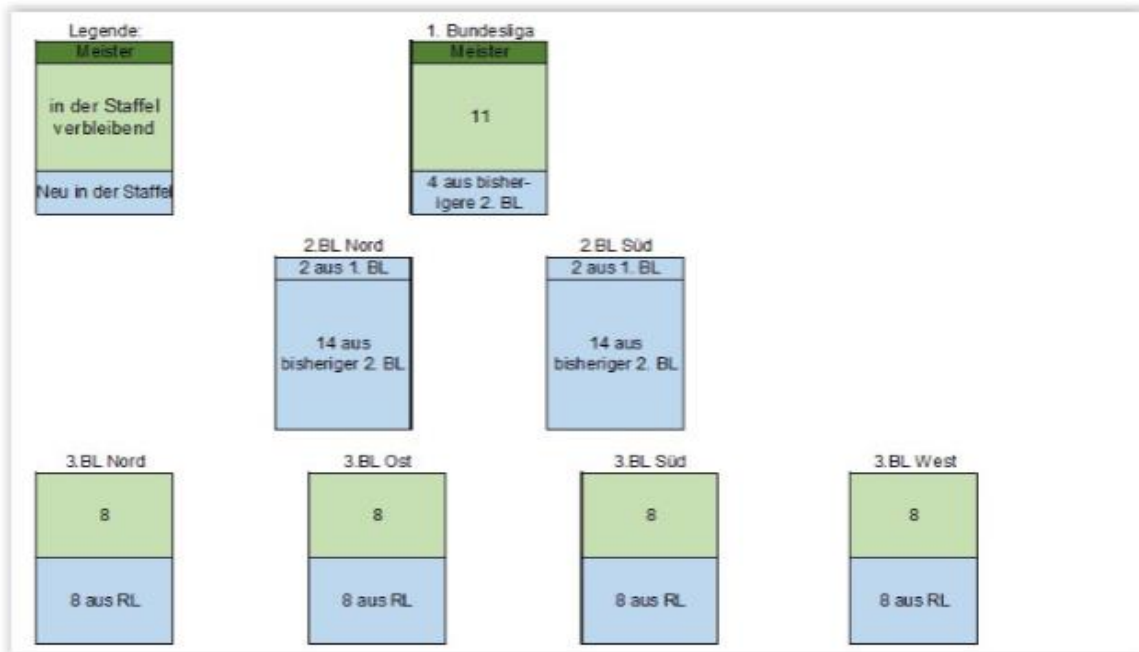 Legende:
Meister
in der Staffel
verbleibend
Neu in der Staffel
1. Bundesliga
Meister
11
4 aus bisher-
igere 2. BL
2.BL Nord
2 aus 1. BL
14 aus
bisheriger 2. BL
2.BL Süd
2 aus 1. BL
14 aus
bisheriger 2. BL
3.BL Nord
8
8 aus RL
3.BL Ost
8
8 aus RL
3.BL Süd
8
8 aus RL
3.BL West
8
8 aus RL